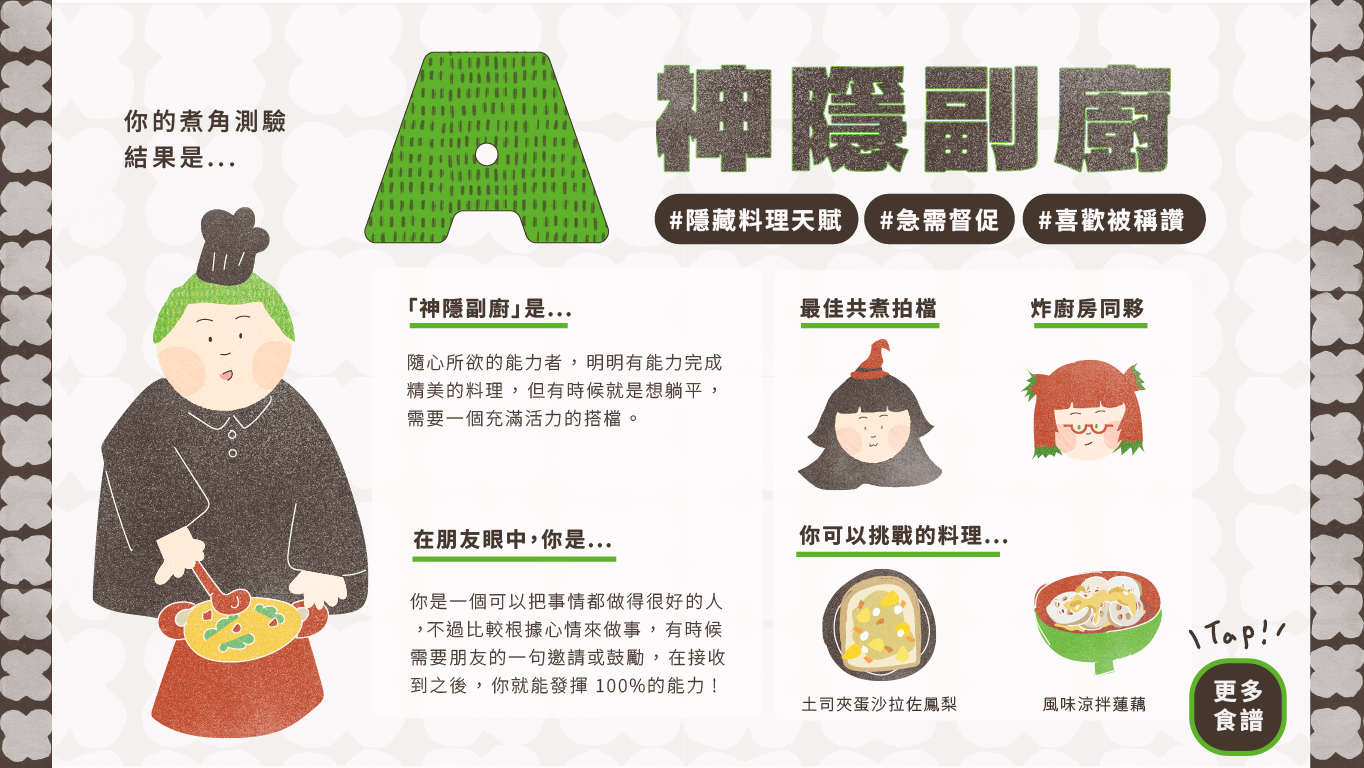 你的煮角測驗
結果是...
A
神隱副廚
#隱藏料理天賦 #急需督促 #喜歡被稱讚
「神隱副廚」是...
隨心所欲的能力者，明明有能力完成
精美的料理，但有時候就是想躺平，
需要一個充滿活力的搭檔。
在朋友眼中，你是...
你是一個可以把事情都做得很好的人
，不過比較根據心情來做事，有時候
需要朋友的一句邀請或鼓勵，在接收
到之後，你就能發揮 100%的能力！
最佳共煮拍檔
炸廚房同夥
你可以挑戰的料理...
土司夾蛋沙拉佐鳳梨
風味涼拌蓮藕
Tap!
更多
食譜